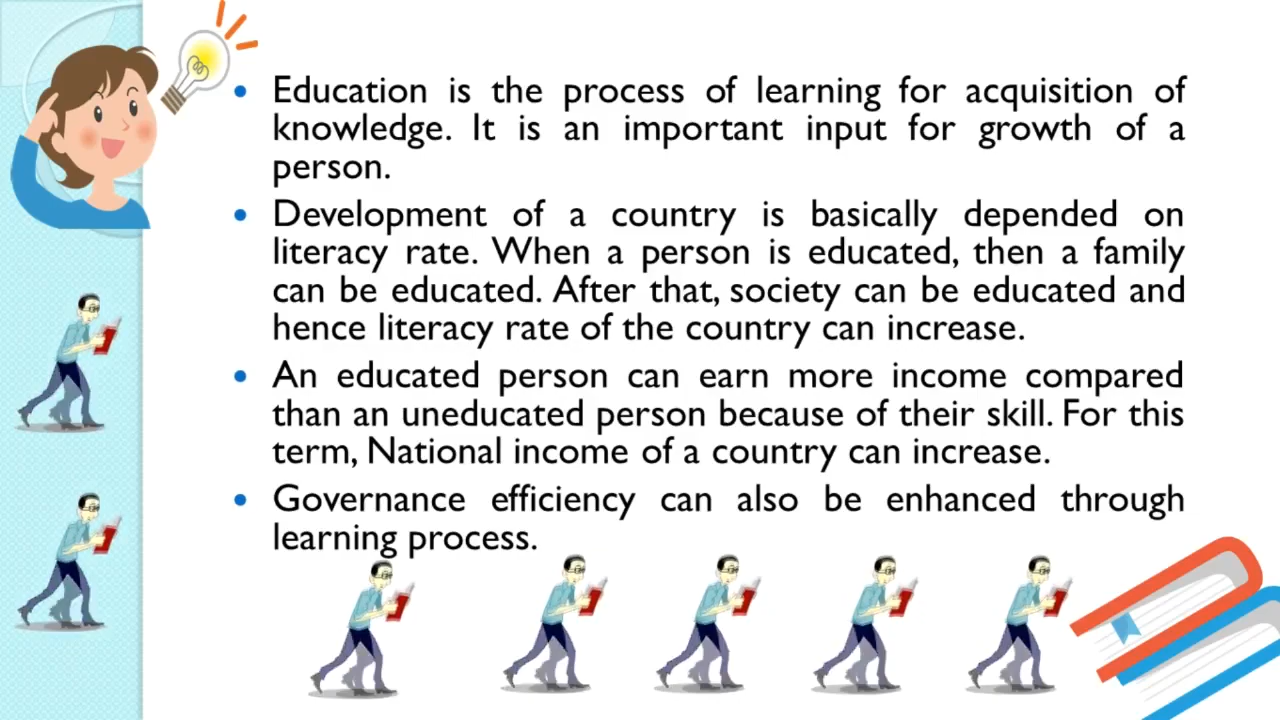 Education is the process of learning for acquisition of
knowledge. It is an important input for growth of a
person.
Development of a country is basically depended on
literacy rate. When a person is educated, then a family
can be educated. After that, society can be educated and
hence literacy rate of the country can increase.
An educated person can earn more income compared
than an uneducated person because of their skill. For this
term, National income of a country can increase.
Governance efficiency can also be enhanced through
learning process.